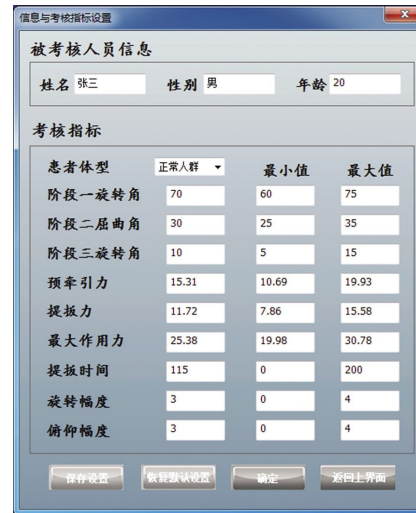 信息与考核指标设置
被考核人员信息
姓名 张三 性别 男 年龄 20
考核指标
患者体型 正常人群 最小值 最大值
阶段一旋转角 70 60 75
阶段二屈曲角 30 25 35
阶段三旋转角 10 5 15
预牵引力 15.31 10.69 19.93
提扳力 11.72 7.86 15.58
最大作用力 25.38 19.98 30.78
提扳时间 115 0 200
旋转幅度 3 0 4
俯仰幅度 3 0 4
保存设置 恢复默认设置 确定 返回上界面